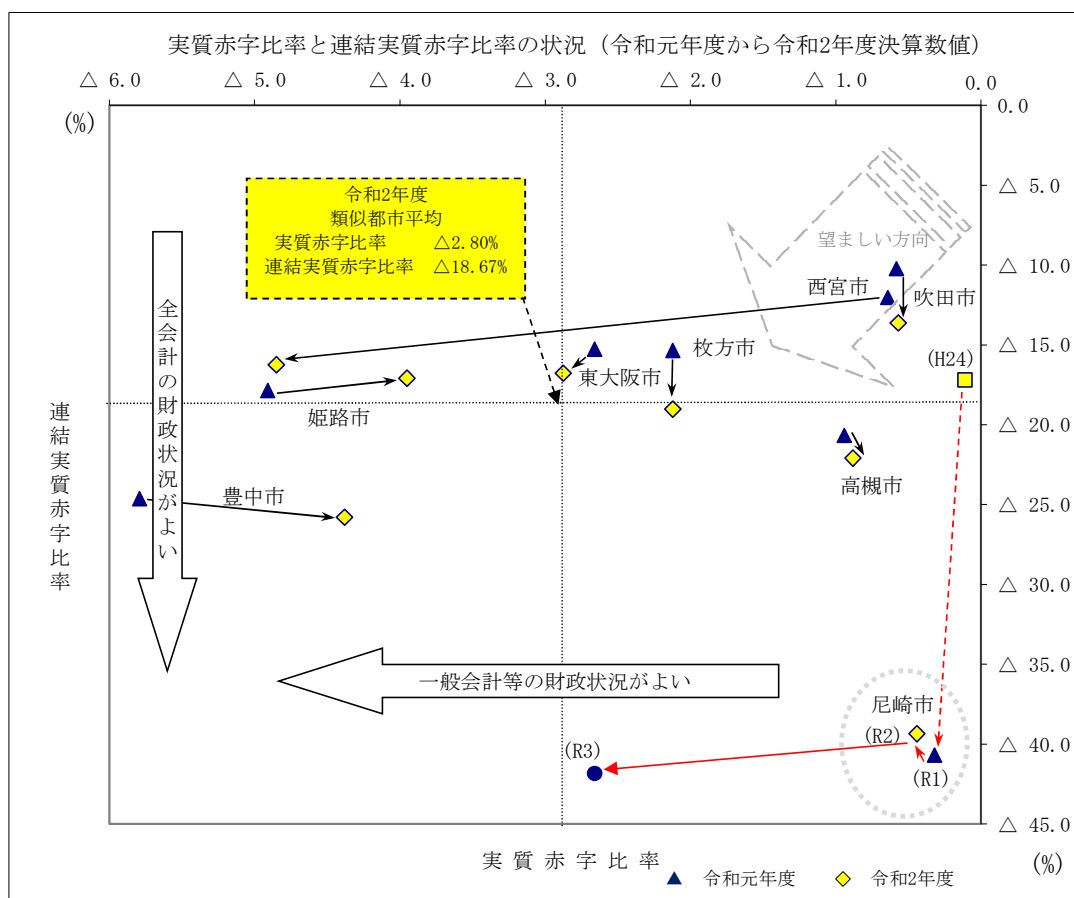 実質赤字比率と連結実質赤字比率の状況（令和元年度から令和2年度決算数値）
△ 6.0 △ 5.0 △ 4.0 △ 3.0 △ 2.0 △ 1.0 0.0
(%)
0.0
△ 5.0
△ 10.0
△ 15.0
△ 20.0
△ 25.0
△ 30.0
△ 35.0
△ 40.0
△ 45.0
(%)
令和2年度
類似都市平均
実質赤字比率 △2.80%
連結実質赤字比率 △18.67%
望ましい方向
西宮市
吹田市
枚方市
東大阪市
(H24)
姫路市
高槻市
豊中市
全会計の財政状況がよい
連結実質赤字比率
一般会計等の財政状況がよい
尼崎市
(R2)
(R3)
(R1)
実質赤字比率
令和元年度 令和2年度